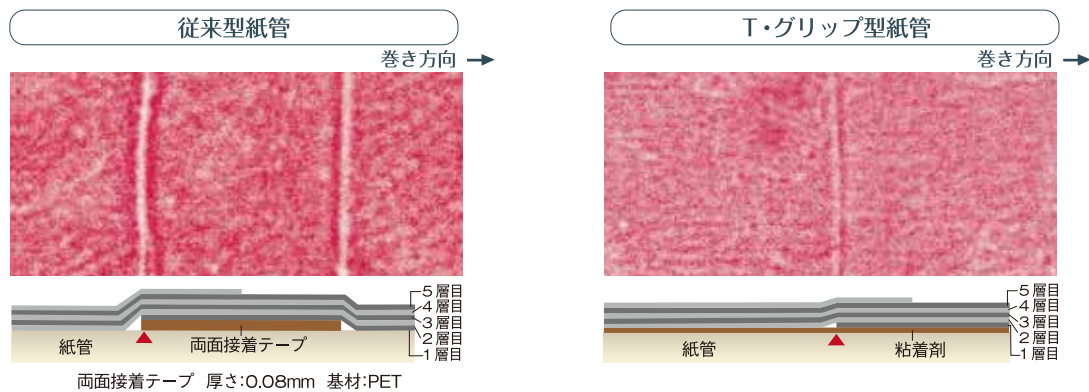 従来型紙管
巻き方向
5層目
4層目
3層目
2層目
1層目
紙管
両面接着テープ
両面接着テープ 厚さ:0.08mm 基材:PET
T・グリップ型紙管
巻き方向
5層目
4層目
3層目
2層目
1層目
紙管
粘着剤